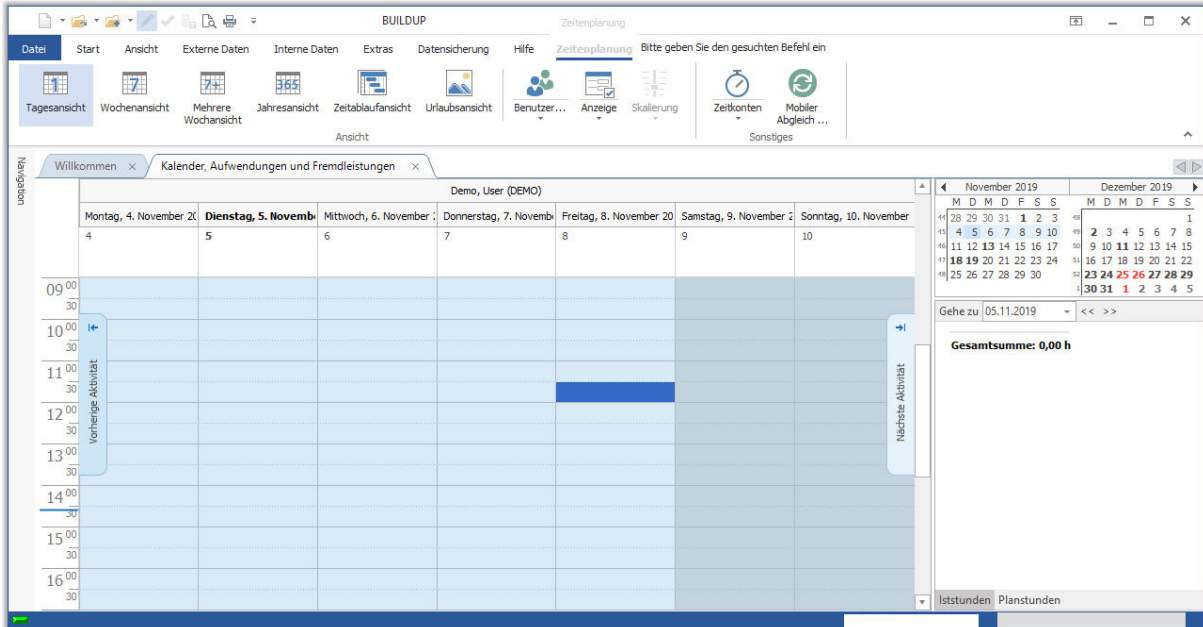 BUILDUP
Zeitenplanung
Datei Start Ansicht Externe Daten Interne Daten Extras Datensicherung Hilfe Zeitenplanung Bitte geben Sie den gesuchten Befehl ein
1 7 7+ 365
Tagesansicht Wochenansicht Mehrere Wochansicht Jahresansicht Zeitablaufansicht Urlaubsansicht Benutzer... Anzeige Skalierung Zeitkonten Mobiler Abgleich ...
Ansicht Sonstiges
Navigation
Willkommen × Kalender, Aufwendungen und Fremdleistungen ×
Demo, User (DEMO)
Montag, 4. November 20 Dienstag, 5. Novemb Mittwoch, 6. November Donnerstag, 7. Novemb Freitag, 8. November 20 Samstag, 9. November 2 Sonntag, 10. November
4 5 6 7 8 9 10
09 00
30
10 00
30
11 00
30
12 00
30
13 00
30
14 00
30
15 00
30
16 00
30
Vorherige Aktivität
Nächste Aktivität
November 2019
M D M D F S S
44 28 29 30 31 1 2 3
45 4 5 6 7 8 9 10
46 11 12 13 14 15 16 17
47 18 19 20 21 22 23 24
48 25 26 27 28 29 30
Dezember 2019
M D M D F S S
48 1
49 2 3 4 5 6 7 8
50 9 10 11 12 13 14 15
51 16 17 18 19 20 21 22
52 23 24 25 26 27 28 29
1 30 31 1 2 3 4 5
Gehe zu 05.11.2019 << >>
Gesamtsumme: 0,00 h
Iststunden Planstunden